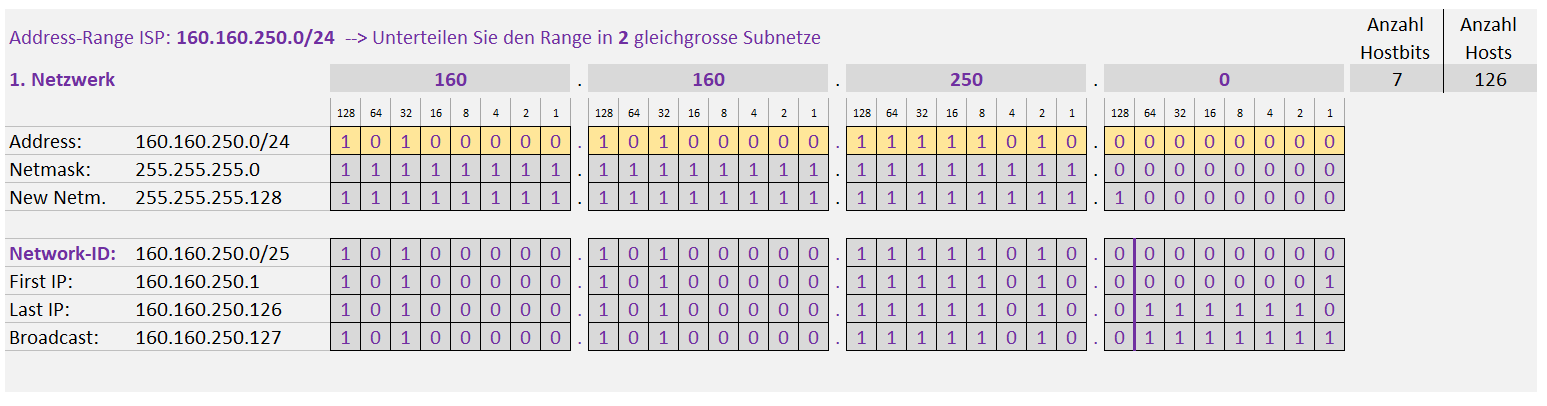 Address-Range ISP: 160.160.250.0/24 --> Unterteilen Sie den Range in 2 gleichgrosse Subnetze
Anzahl Hostbits
Anzahl Hosts
1. Netzwerk 160 . 160 . 250 . 0 7 126
128 64 32 16 8 4 2 1 128 64 32 16 8 4 2 1 128 64 32 16 8 4 2 1 128 64 32 16 8 4 2 1
Address: 160.160.250.0/24 1 0 1 0 0 0 0 0 . 1 0 1 0 0 0 0 0 . 1 1 1 1 1 0 1 0 . 0 0 0 0 0 0 0 0
Netmask: 255.255.255.0 1 1 1 1 1 1 1 1 . 1 1 1 1 1 1 1 1 . 1 1 1 1 1 1 1 1 . 0 0 0 0 0 0 0 0
New Netm. 255.255.255.128 1 1 1 1 1 1 1 1 . 1 1 1 1 1 1 1 1 . 1 1 1 1 1 1 1 1 . 1 0 0 0 0 0 0 0
Network-ID: 160.160.250.0/25 1 0 1 0 0 0 0 0 . 1 0 1 0 0 0 0 0 . 1 1 1 1 1 0 1 0 . 0 0 0 0 0 0 0 0
First IP: 160.160.250.1 1 0 1 0 0 0 0 0 . 1 0 1 0 0 0 0 0 . 1 1 1 1 1 0 1 0 . 0 0 0 0 0 0 0 1
Last IP: 160.160.250.126 1 0 1 0 0 0 0 0 . 1 0 1 0 0 0 0 0 . 1 1 1 1 1 0 1 0 . 0 1 1 1 1 1 1 0
Broadcast: 160.160.250.127 1 0 1 0 0 0 0 0 . 1 0 1 0 0 0 0 0 . 1 1 1 1 1 0 1 0 . 0 1 1 1 1 1 1 1